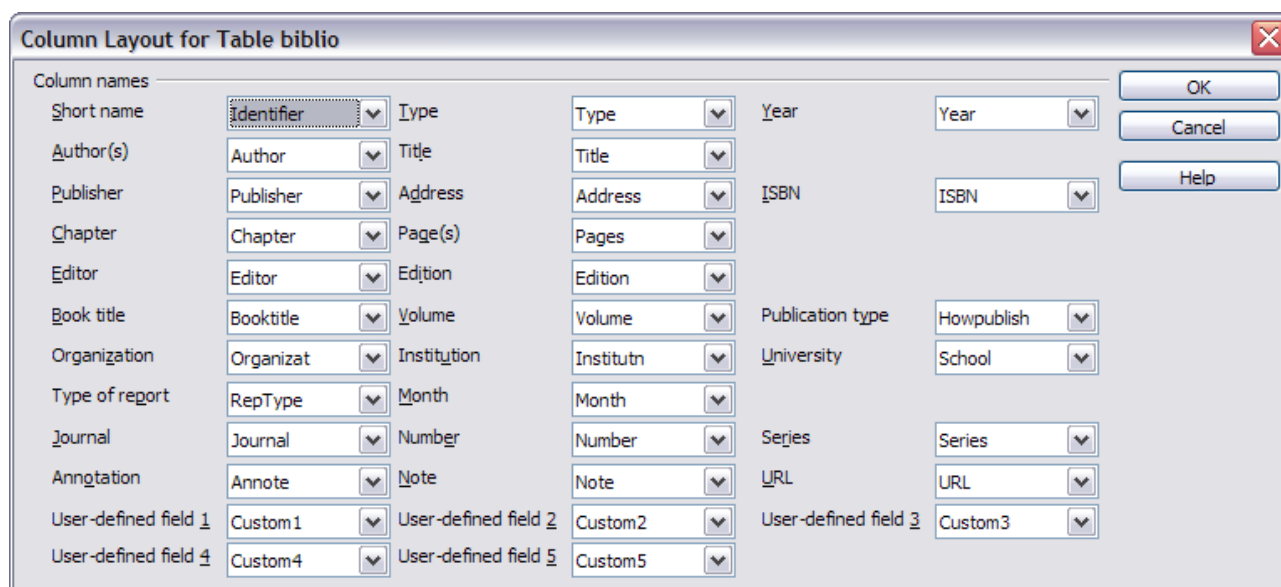 Column Layout for Table biblio
Column names
OK
Short name Identifier Type Type Year Year
Cancel
Author(s) Author Title Title
Help
Publisher Publisher Address Address ISBN ISBN
Chapter Chapter Page(s) Pages
Editor Editor Edition Edition
Book title Booktitle Volume Volume Publication type Howpublish
Organization Organizat Institution Institutn University School
Type of report RepType Month Month
Journal Journal Number Number Series Series
Annotation Annote Note Note URL URL
User-defined field 1 Custom1 User-defined field 2 Custom2 User-defined field 3 Custom3
User-defined field 4 Custom4 User-defined field 5 Custom5